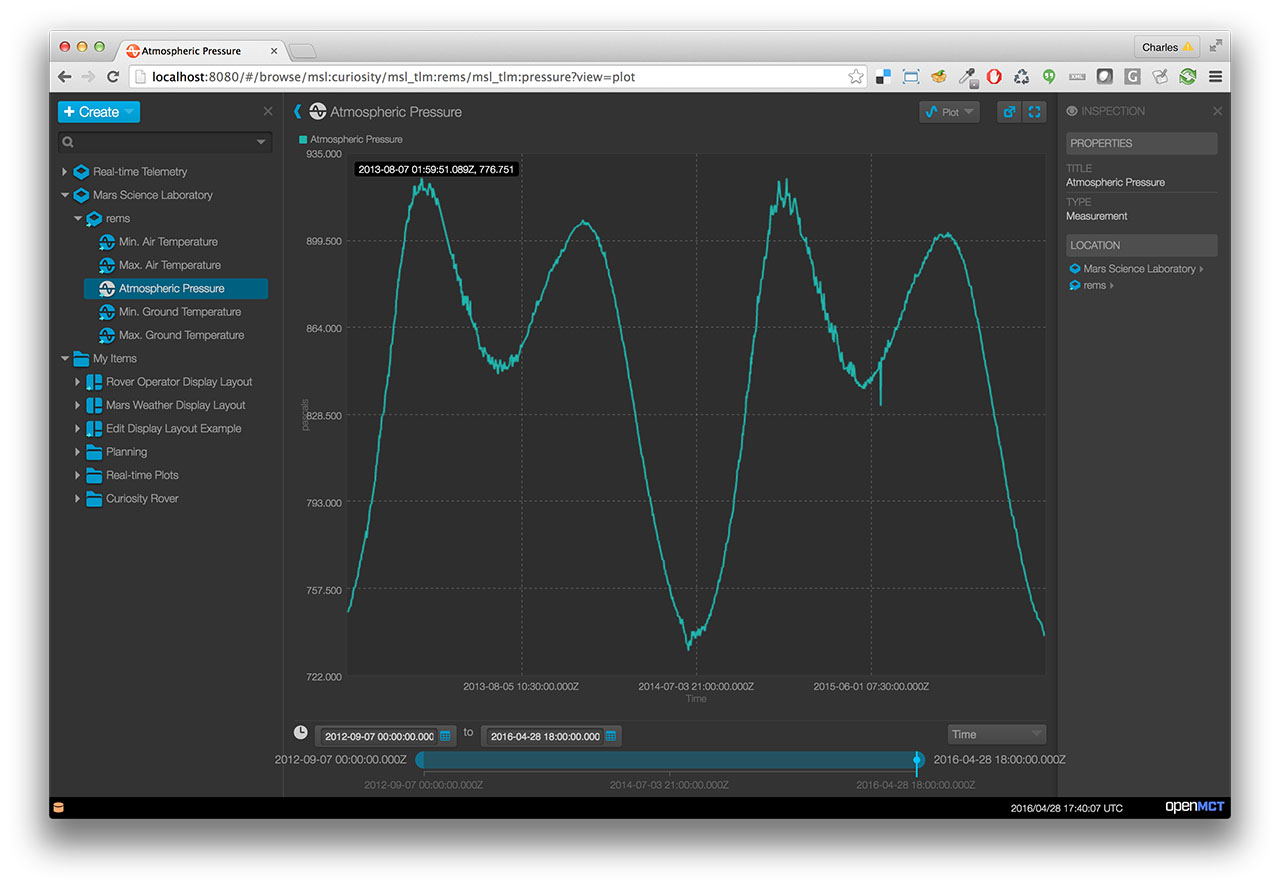 Atmospheric Pressure
Charles
localhost:8080/#/browse/msl:curiosity/msl_tlm:rems/msl_tlm:pressure?view=plot
Create
Real-time Telemetry
Mars Science Laboratory
rems
Min. Air Temperature
Max. Air Temperature
Atmospheric Pressure
Min. Ground Temperature
Max. Ground Temperature
My Items
Rover Operator Display Layout
Mars Weather Display Layout
Edit Display Layout Example
Planning
Real-time Plots
Curiosity Rover
Atmospheric Pressure
Plot
Atmospheric Pressure
2013-08-07 01:59:51.089Z, 776.751
935.000
899.500
864.000
828.500
793.000
757.500
722.000
pascals
2013-08-05 10:30:00.000Z
2014-07-03 21:00:00.000Z
2015-06-01 07:30:00.000Z
Time
2012-09-07 00:00:00.000
to
2016-04-28 18:00:00.000
Time
2012-09-07 00:00:00.000Z
2016-04-28 18:00:00.000Z
2012-09-07 00:00:00.000Z
2014-07-03 21:00:00.000Z
2016-04-28 18:00:00.000Z
INSPECTION
PROPERTIES
TITLE
Atmospheric Pressure
TYPE
Measurement
LOCATION
Mars Science Laboratory
rems
2016/04/28 17:40:07 UTC
openMCT